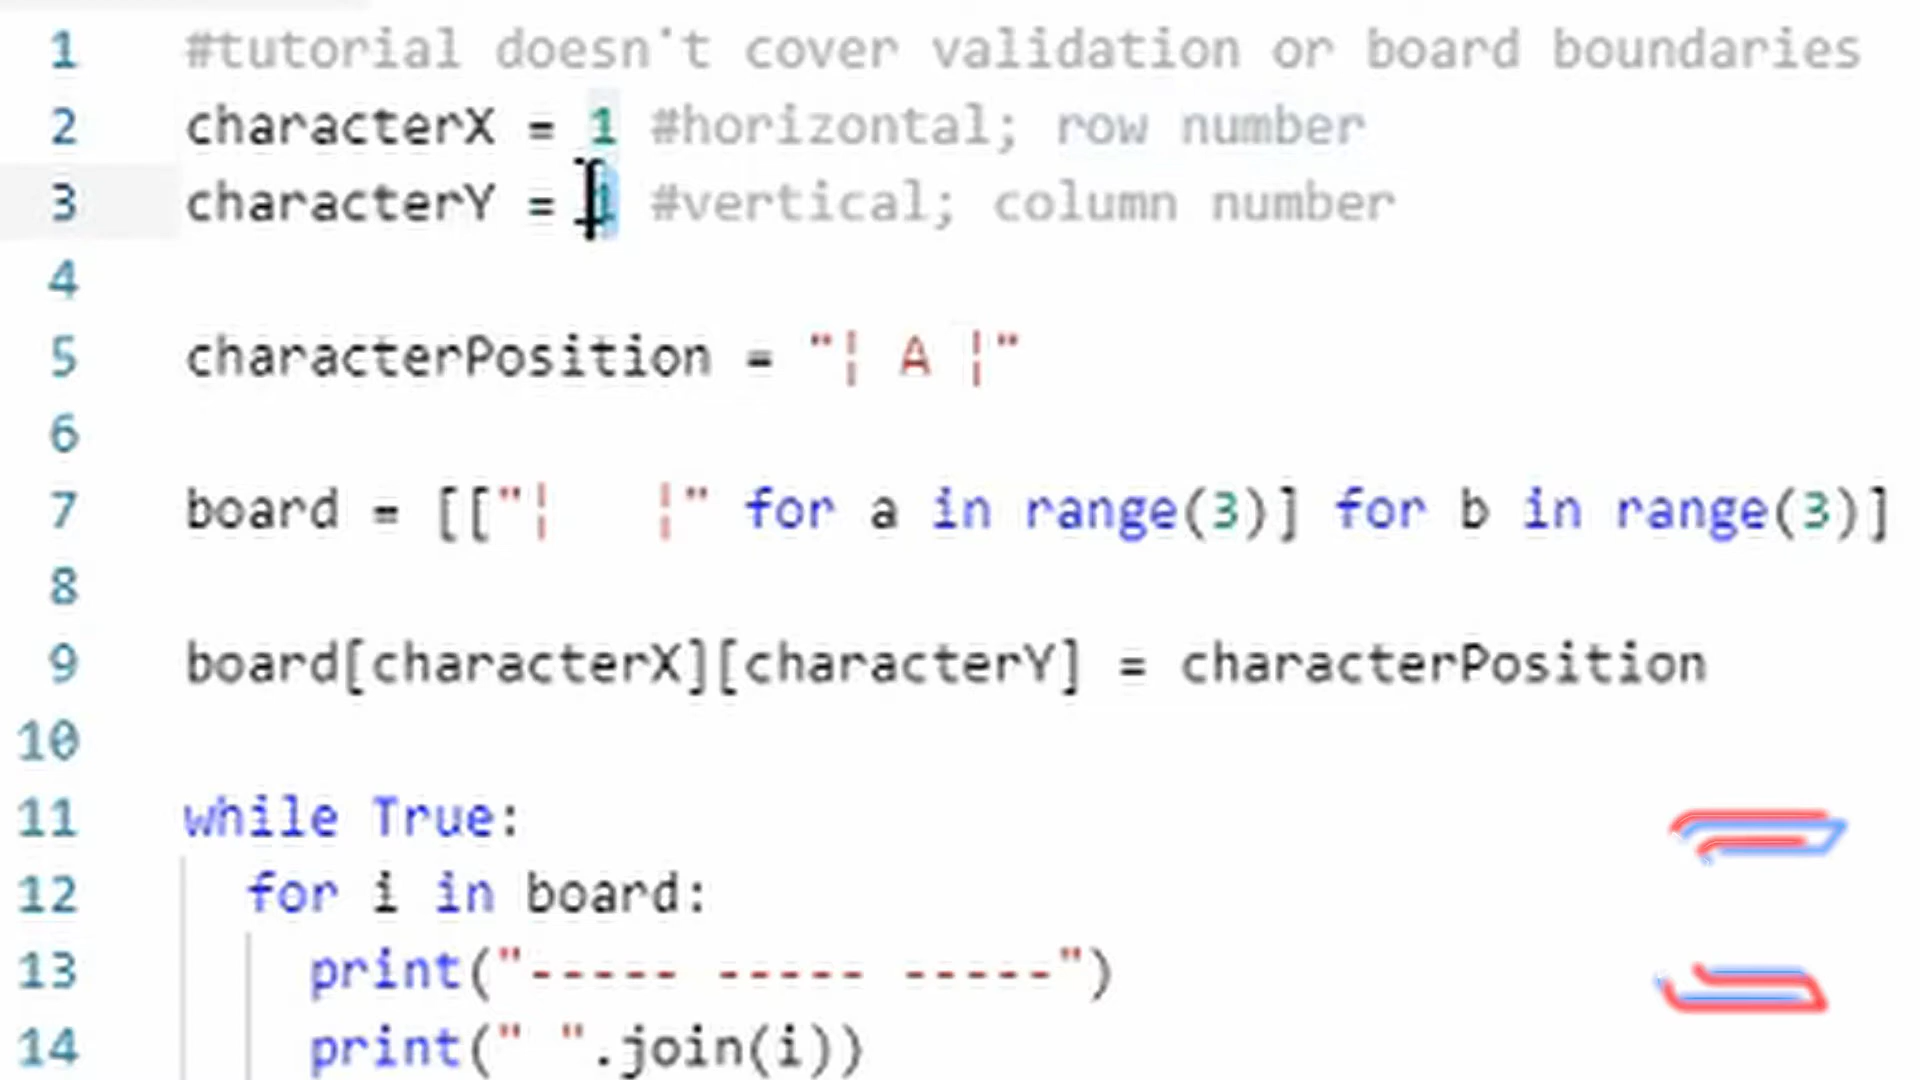 1 #tutorial doesn't cover validation or board boundaries
2 characterX = 1 #horizontal; row number
3 characterY = 1 #vertical; column number
4
5 characterPosition = "¦ A ¦"
6
7 board = [["¦   ¦" for a in range(3)] for b in range(3)]
8
9 board[characterX][characterY] = characterPosition
10
11 while True:
12   for i in board:
13     print("----- ----- -----")
14     print(" ".join(i))